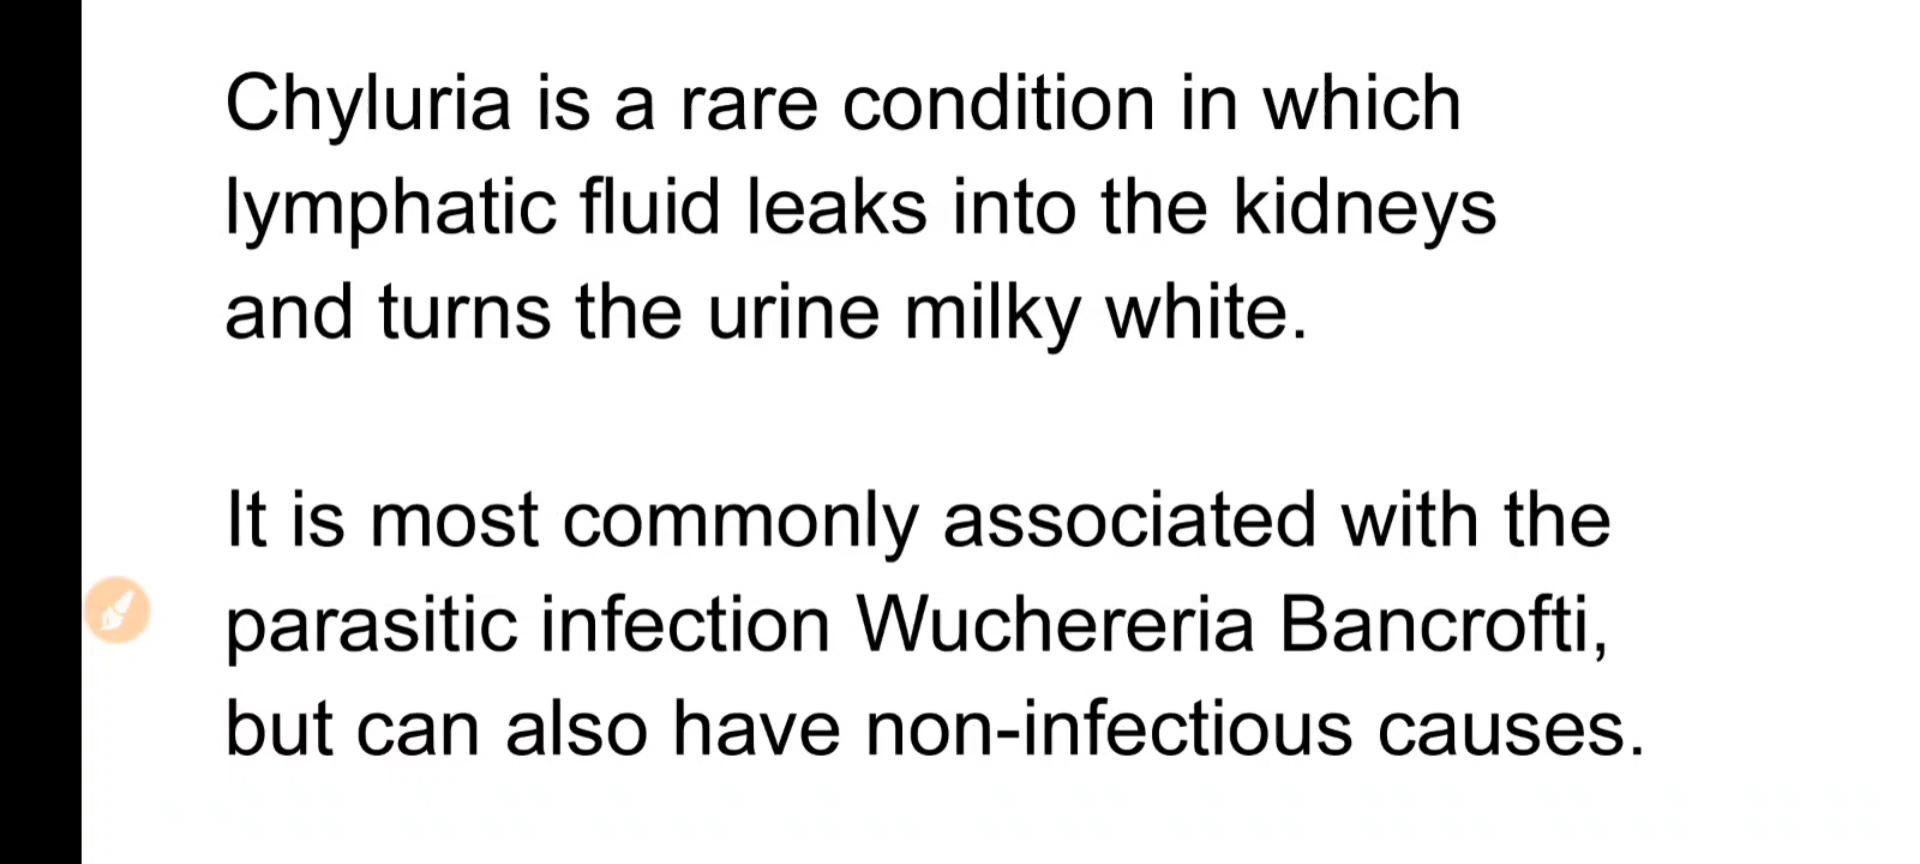 Chyluria is a rare condition in which
lymphatic fluid leaks into the kidneys
and turns the urine milky white.
It is most commonly associated with the
parasitic infection Wuchereria Bancrofti,
but can also have non-infectious causes.